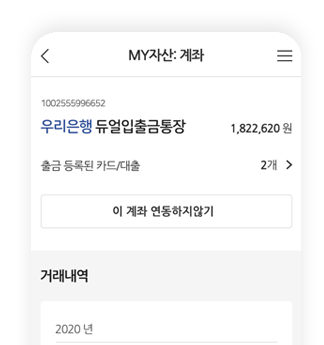 MY자산: 계좌
1002555996652
우리은행 듀얼입출금통장
1,822,620 원
출금 등록된 카드/대출 2개
이 계좌 연동하지않기
거래내역
2020 년